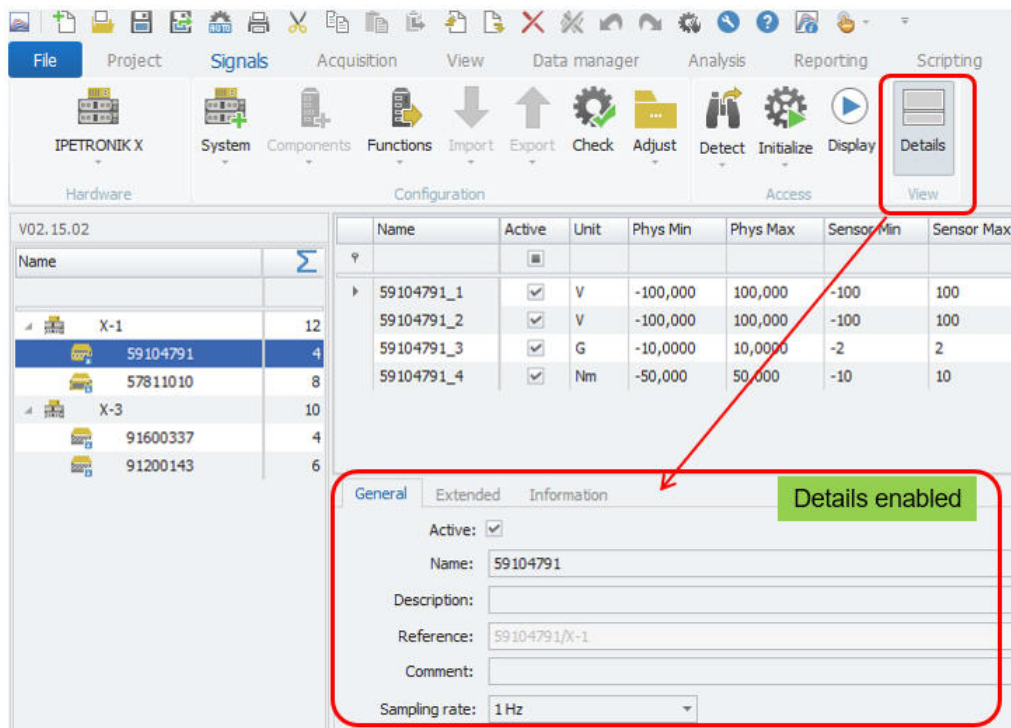 AUTO
File Project Signals Acquisition View Data manager Analysis Reporting Scripting
IPETRONIK X System Components Functions Import Export Check Adjust Detect Initialize Display Details
Hardware Configuration Access View
V02.15.02
Name Σ
X-1 12
59104791 4
57811010 8
X-3 10
91600337 4
91200143 6
Name Active Unit Phys Min Phys Max Sensor Min Sensor Max
59104791_1 V -100,000 100,000 -100 100
59104791_2 V -100,000 100,000 -100 100
59104791_3 G -10,0000 10,0000 -2 2
59104791_4 Nm -50,000 50,000 -10 10
General Extended Information
Details enabled
Active:
Name: 59104791
Description:
Reference: 59104791/X-1
Comment:
Sampling rate: 1 Hz